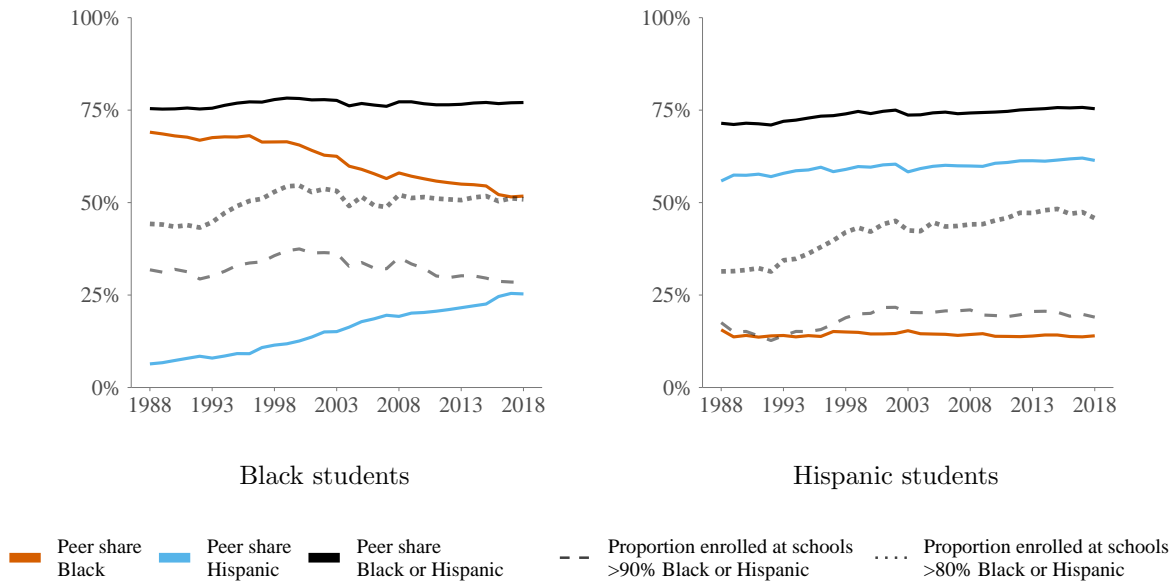 100%
75%
50%
25%
0%
1988 1993 1998 2003 2008 2013 2018
Black students
100%
75%
50%
25%
0%
1988 1993 1998 2003 2008 2013 2018
Hispanic students
Peer share
Black
Peer share
Hispanic
Peer share
Black or Hispanic
Proportion enrolled at schools
>90% Black or Hispanic
Proportion enrolled at schools
>80% Black or Hispanic